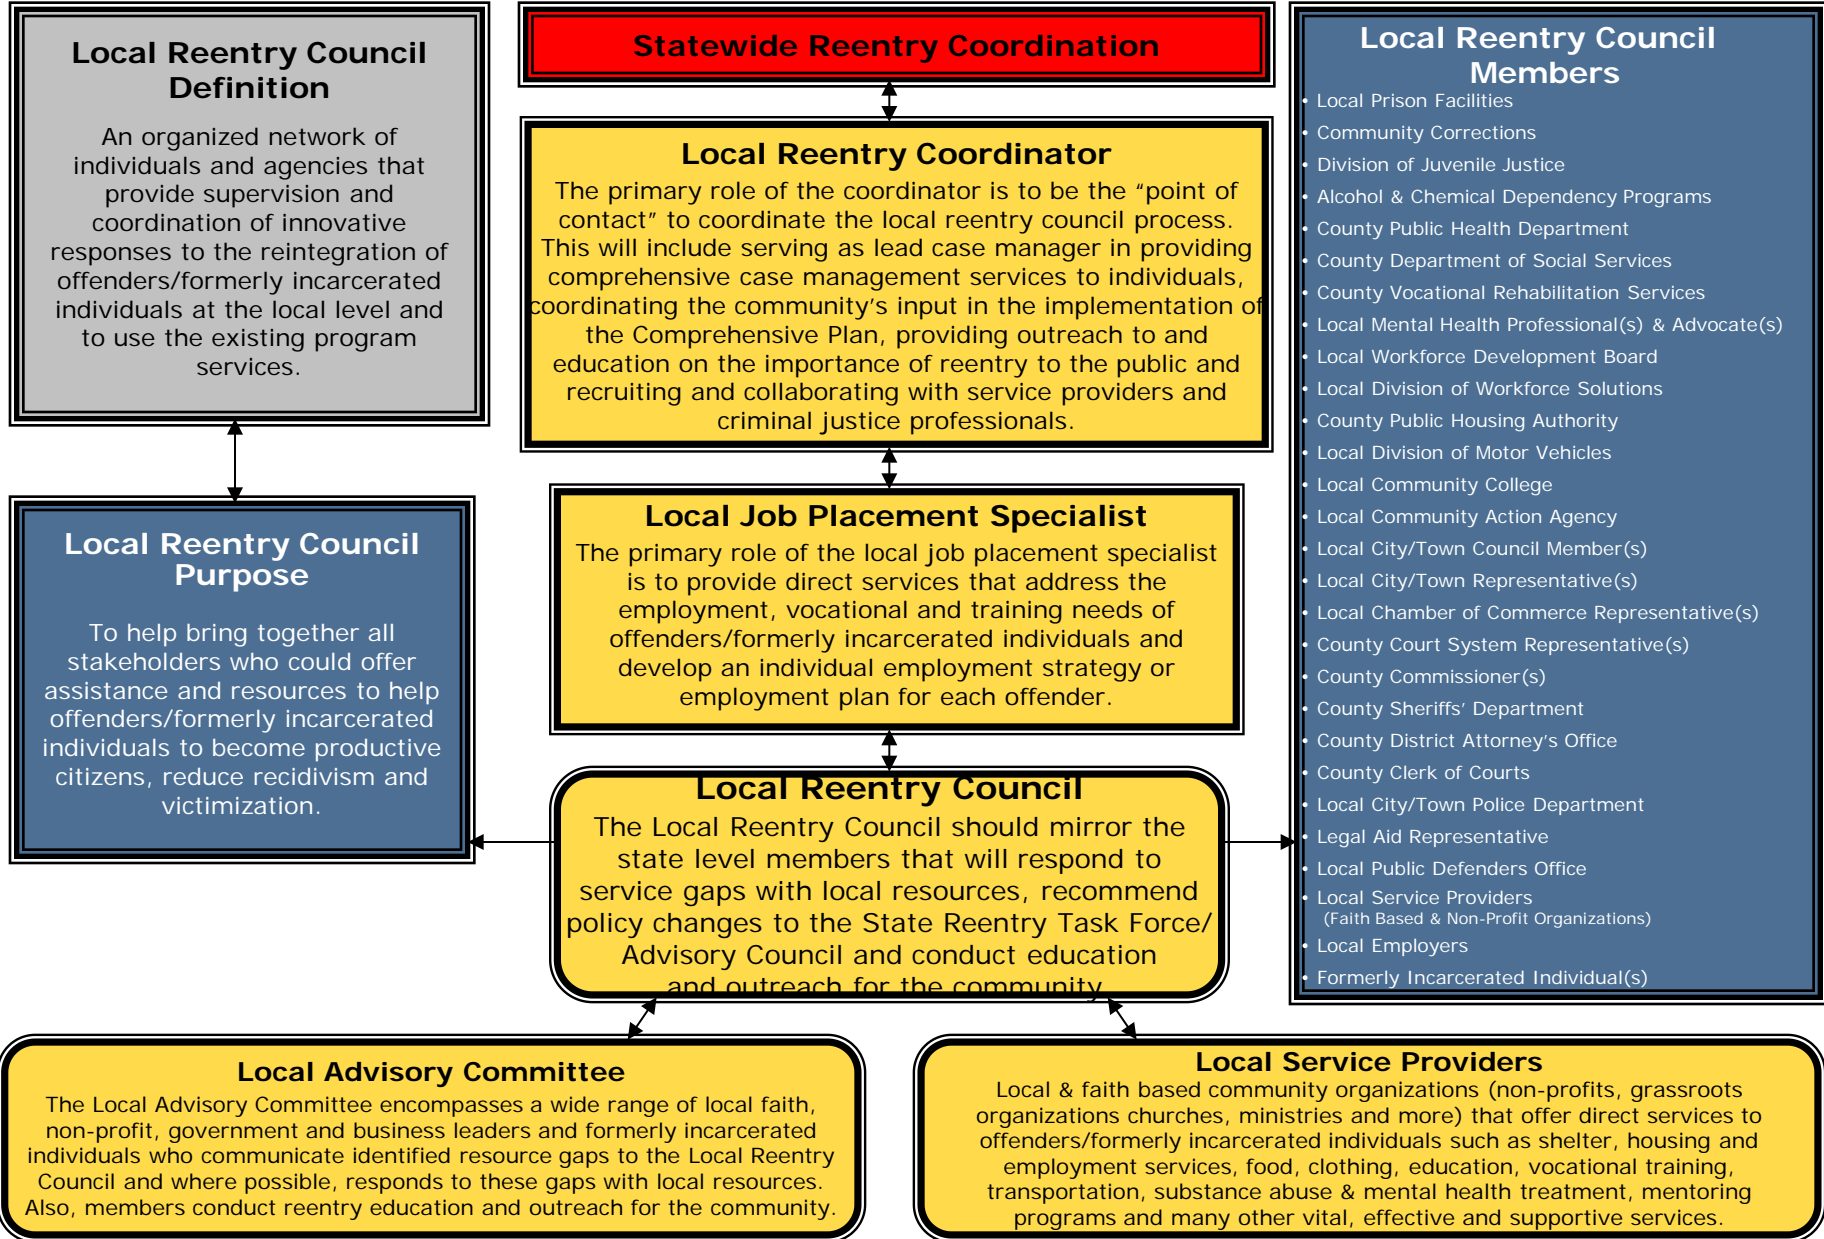 Local Reentry Council
Definition
An organized network of
individuals and agencies that
provide supervision and
coordination of innovative
responses to the reintegration of
offenders/formerly incarcerated
individuals at the local level and
to use the existing program
services.
Local Reentry Council
Purpose
To help bring together all
stakeholders who could offer
assistance and resources to help
offenders/formerly incarcerated
individuals to become productive
citizens, reduce recidivism and
victimization.
Statewide Reentry Coordination
Local Reentry Coordinator
The primary role of the coordinator is to be the “point of
contact” to coordinate the local reentry council process.
This will include serving as lead case manager in providing
comprehensive case management services to individuals,
coordinating the community’s input in the implementation of
the Comprehensive Plan, providing outreach to and
education on the importance of reentry to the public and
recruiting and collaborating with service providers and
criminal justice professionals.
Local Job Placement Specialist
The primary role of the local job placement specialist
is to provide direct services that address the
employment, vocational and training needs of
offenders/formerly incarcerated individuals and
develop an individual employment strategy or
employment plan for each offender.
Local Reentry Council
The Local Reentry Council should mirror the
state level members that will respond to
service gaps with local resources, recommend
policy changes to the State Reentry Task Force/
Advisory Council and conduct education
and outreach for the community
Local Reentry Council
Members
• Local Prison Facilities
• Community Corrections
• Division of Juvenile Justice
• Alcohol & Chemical Dependency Programs
• County Public Health Department
• County Department of Social Services
• County Vocational Rehabilitation Services
• Local Mental Health Professional(s) & Advocate(s)
• Local Workforce Development Board
• Local Division of Workforce Solutions
• County Public Housing Authority
• Local Division of Motor Vehicles
• Local Community College
• Local Community Action Agency
• Local City/Town Council Member(s)
• Local City/Town Representative(s)
• Local Chamber of Commerce Representative(s)
• County Court System Representative(s)
• County Commissioner(s)
• County Sheriffs’ Department
• County District Attorney’s Office
• County Clerk of Courts
• Local City/Town Police Department
• Legal Aid Representative
• Local Public Defenders Office
• Local Service Providers
(Faith Based & Non-Profit Organizations)
• Local Employers
• Formerly Incarcerated Individual(s)
Local Advisory Committee
The Local Advisory Committee encompasses a wide range of local faith,
non-profit, government and business leaders and formerly incarcerated
individuals who communicate identified resource gaps to the Local Reentry
Council and where possible, responds to these gaps with local resources.
Also, members conduct reentry education and outreach for the community.
Local Service Providers
Local & faith based community organizations (non-profits, grassroots
organizations churches, ministries and more) that offer direct services to
offenders/formerly incarcerated individuals such as shelter, housing and
employment services, food, clothing, education, vocational training,
transportation, substance abuse & mental health treatment, mentoring
programs and many other vital, effective and supportive services.